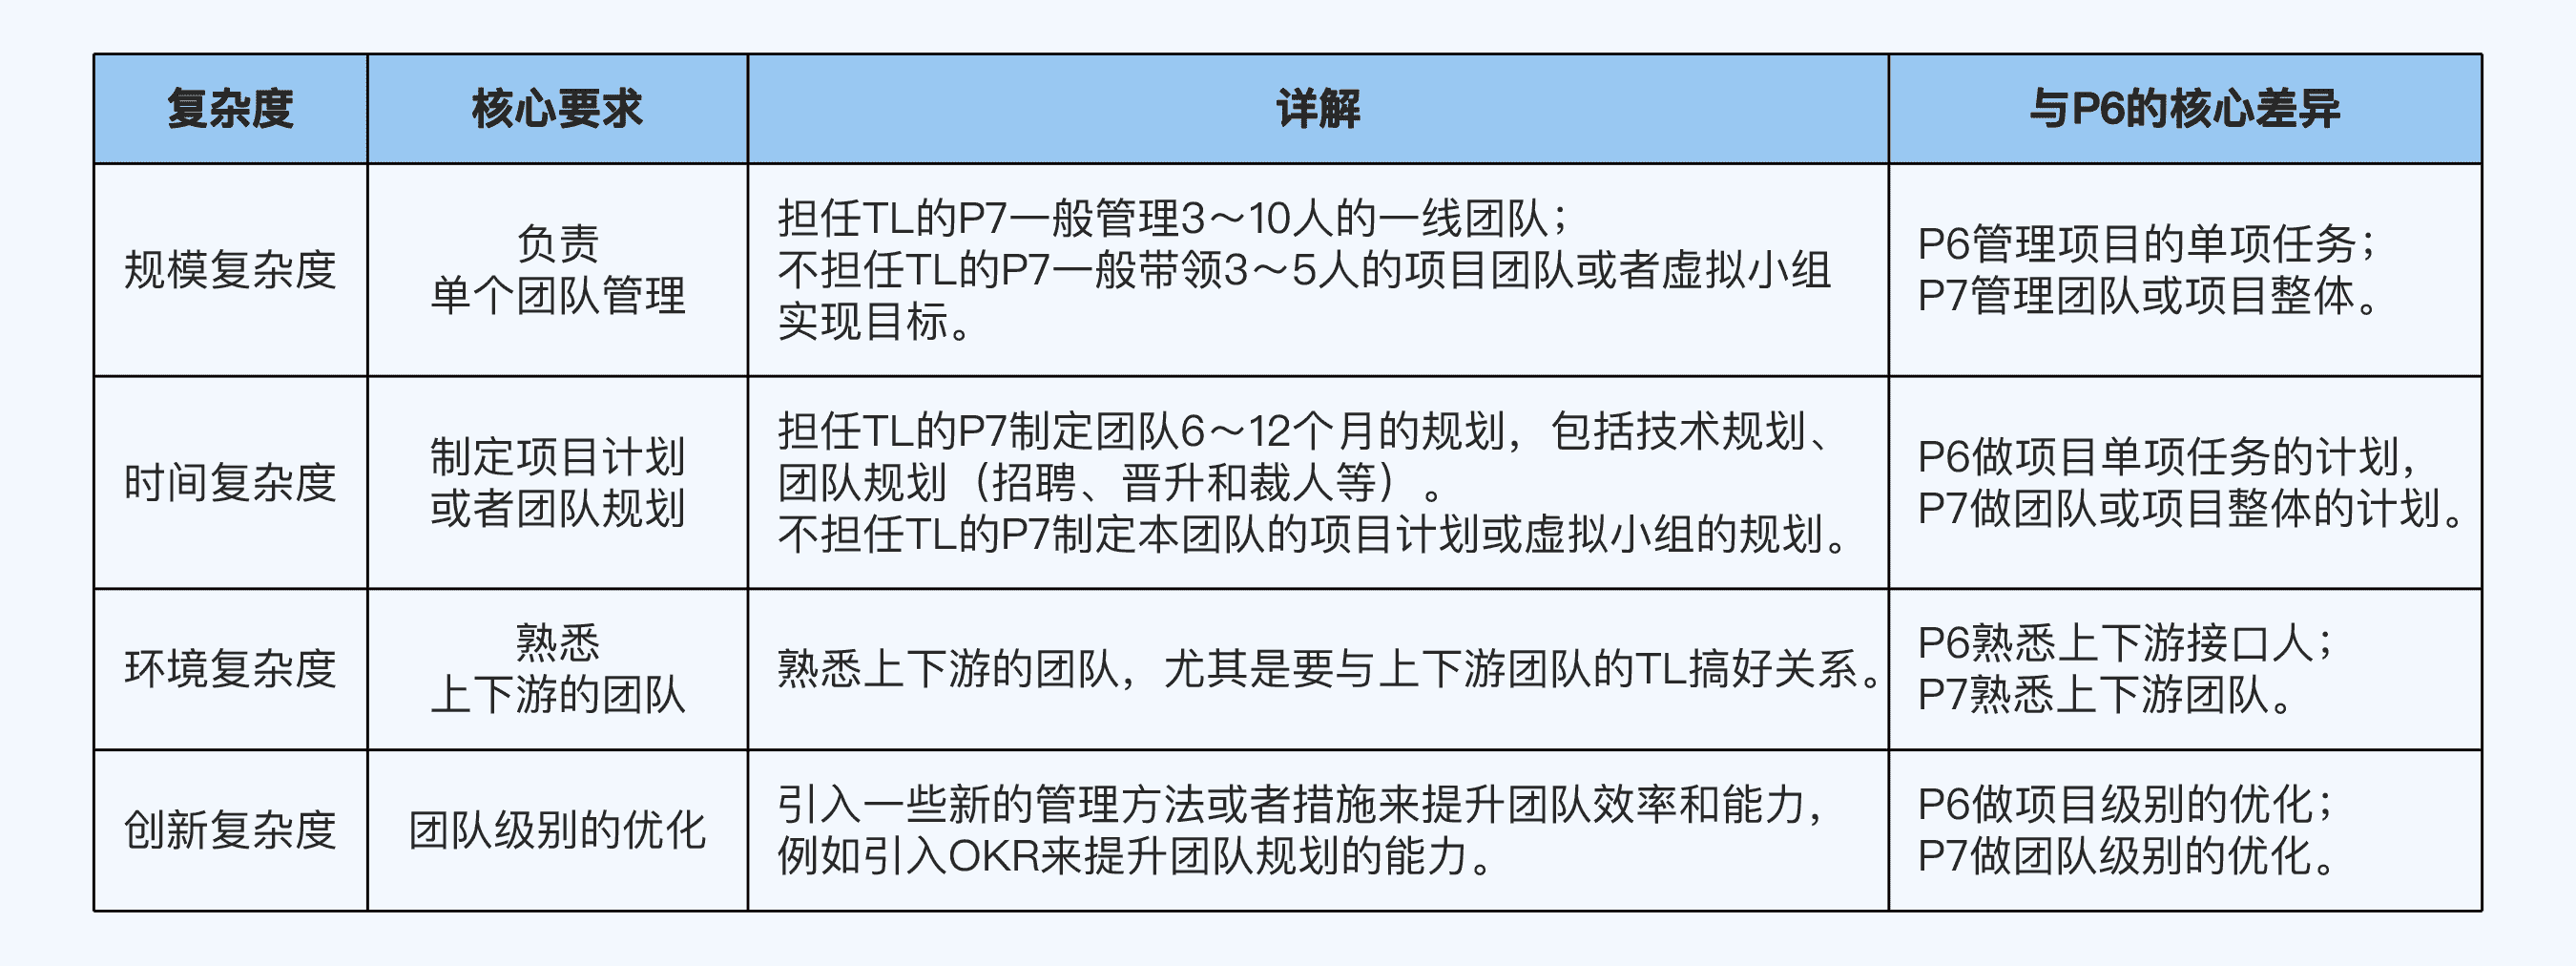 复杂度
核心要求
详解
与P6的核心差异
规模复杂度
负责
单个团队管理
担任TL的P7一般管理3～10人的一线团队；
不担任TL的P7一般带领3～5人的项目团队或者虚拟小组
实现目标。
P6管理项目的单项任务；
P7管理团队或项目整体。
时间复杂度
制定项目计划
或者团队规划
担任TL的P7制定团队6～12个月的规划，包括技术规划、
团队规划（招聘、晋升和裁人等）。
不担任TL的P7制定本团队的项目计划或虚拟小组的规划。
P6做项目单项任务的计划，
P7做团队或项目整体的计划。
环境复杂度
熟悉
上下游的团队
熟悉上下游的团队，尤其是要与上下游团队的TL搞好关系。
P6熟悉上下游接口人；
P7熟悉上下游团队。
创新复杂度
团队级别的优化
引入一些新的管理方法或者措施来提升团队效率和能力，
例如引入OKR来提升团队规划的能力。
P6做项目级别的优化；
P7做团队级别的优化。